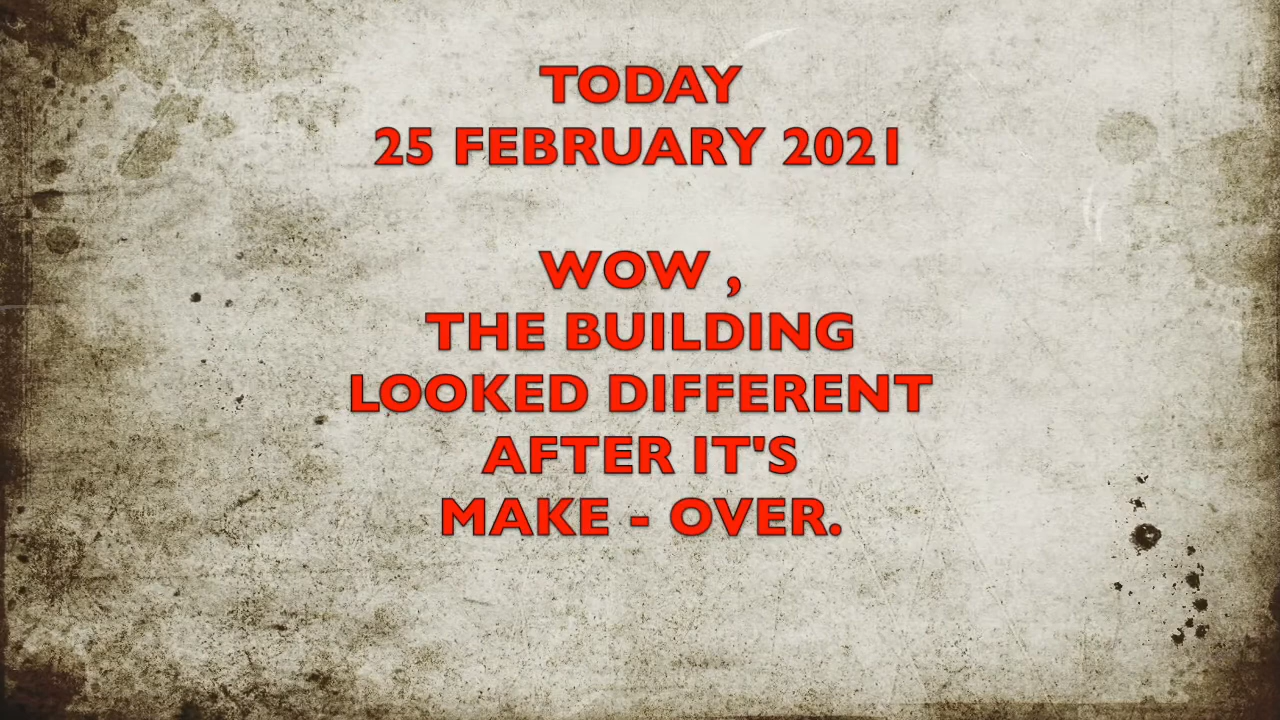 TODAY
25 FEBRUARY 2021
WOW ,
THE BUILDING
LOOKED DIFFERENT
AFTER IT'S
MAKE - OVER.